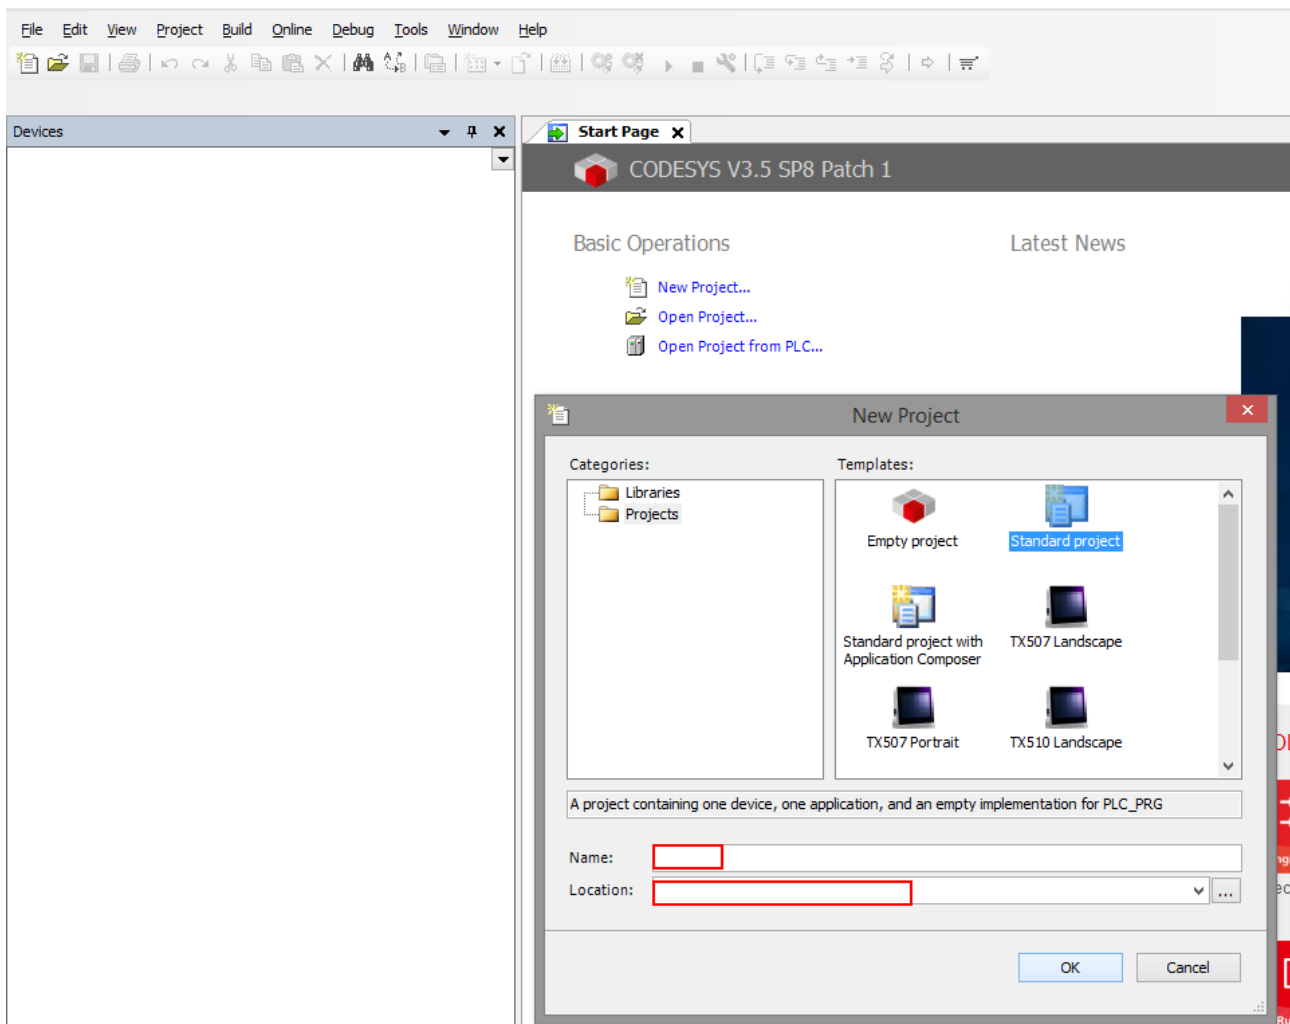 File Edit View Project Build Online Debug Tools Window Help
Devices
Start Page
CODESYS V3.5 SP8 Patch 1
Basic Operations
Latest News
New Project...
Open Project...
Open Project from PLC...
New Project
Categories:
Templates:
Libraries
Projects
Empty project
Standard project
Standard project with
Application Composer
TX507 Landscape
TX507 Portrait
TX510 Landscape
A project containing one device, one application, and an empty implementation for PLC_PRG
Name:
Location:
...
OK
Cancel